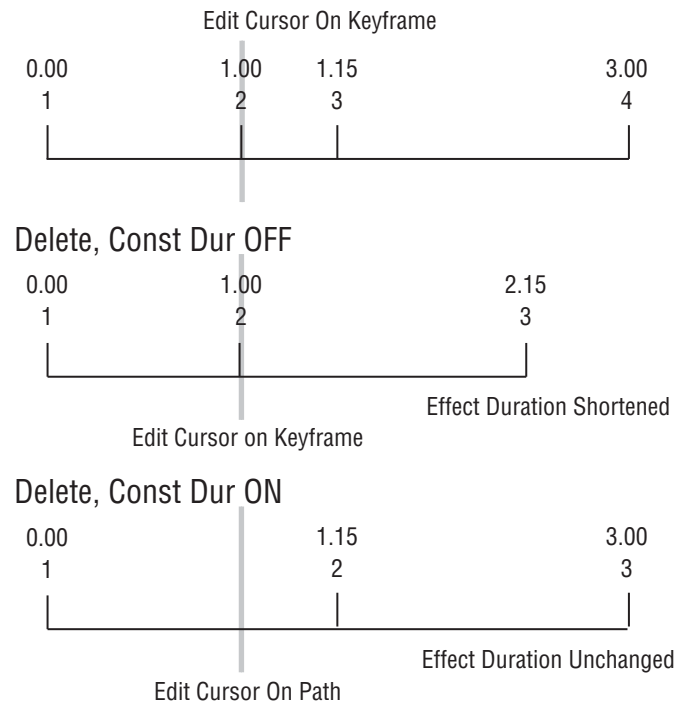 Edit Cursor On Keyframe
0.00 1.00 1.15 3.00
1 2 3 4
Delete, Const Dur OFF
0.00 1.00 2.15
1 2 3
Effect Duration Shortened
Edit Cursor on Keyframe
Delete, Const Dur ON
0.00 1.15 3.00
1 2 3
Effect Duration Unchanged
Edit Cursor On Path